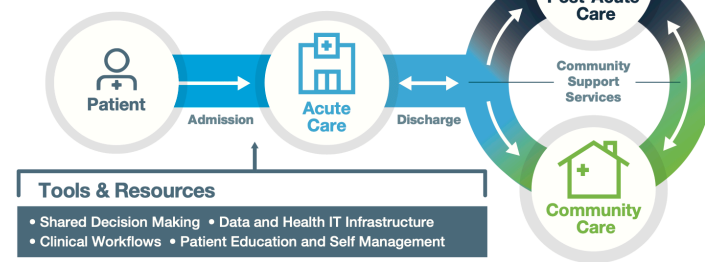 Post-Acute
Care
Community
Support
Services
Patient
Admission
Acute
Care
Discharge
Community
Care
Tools & Resources
• Shared Decision Making • Data and Health IT Infrastructure
• Clinical Workflows • Patient Education and Self Management